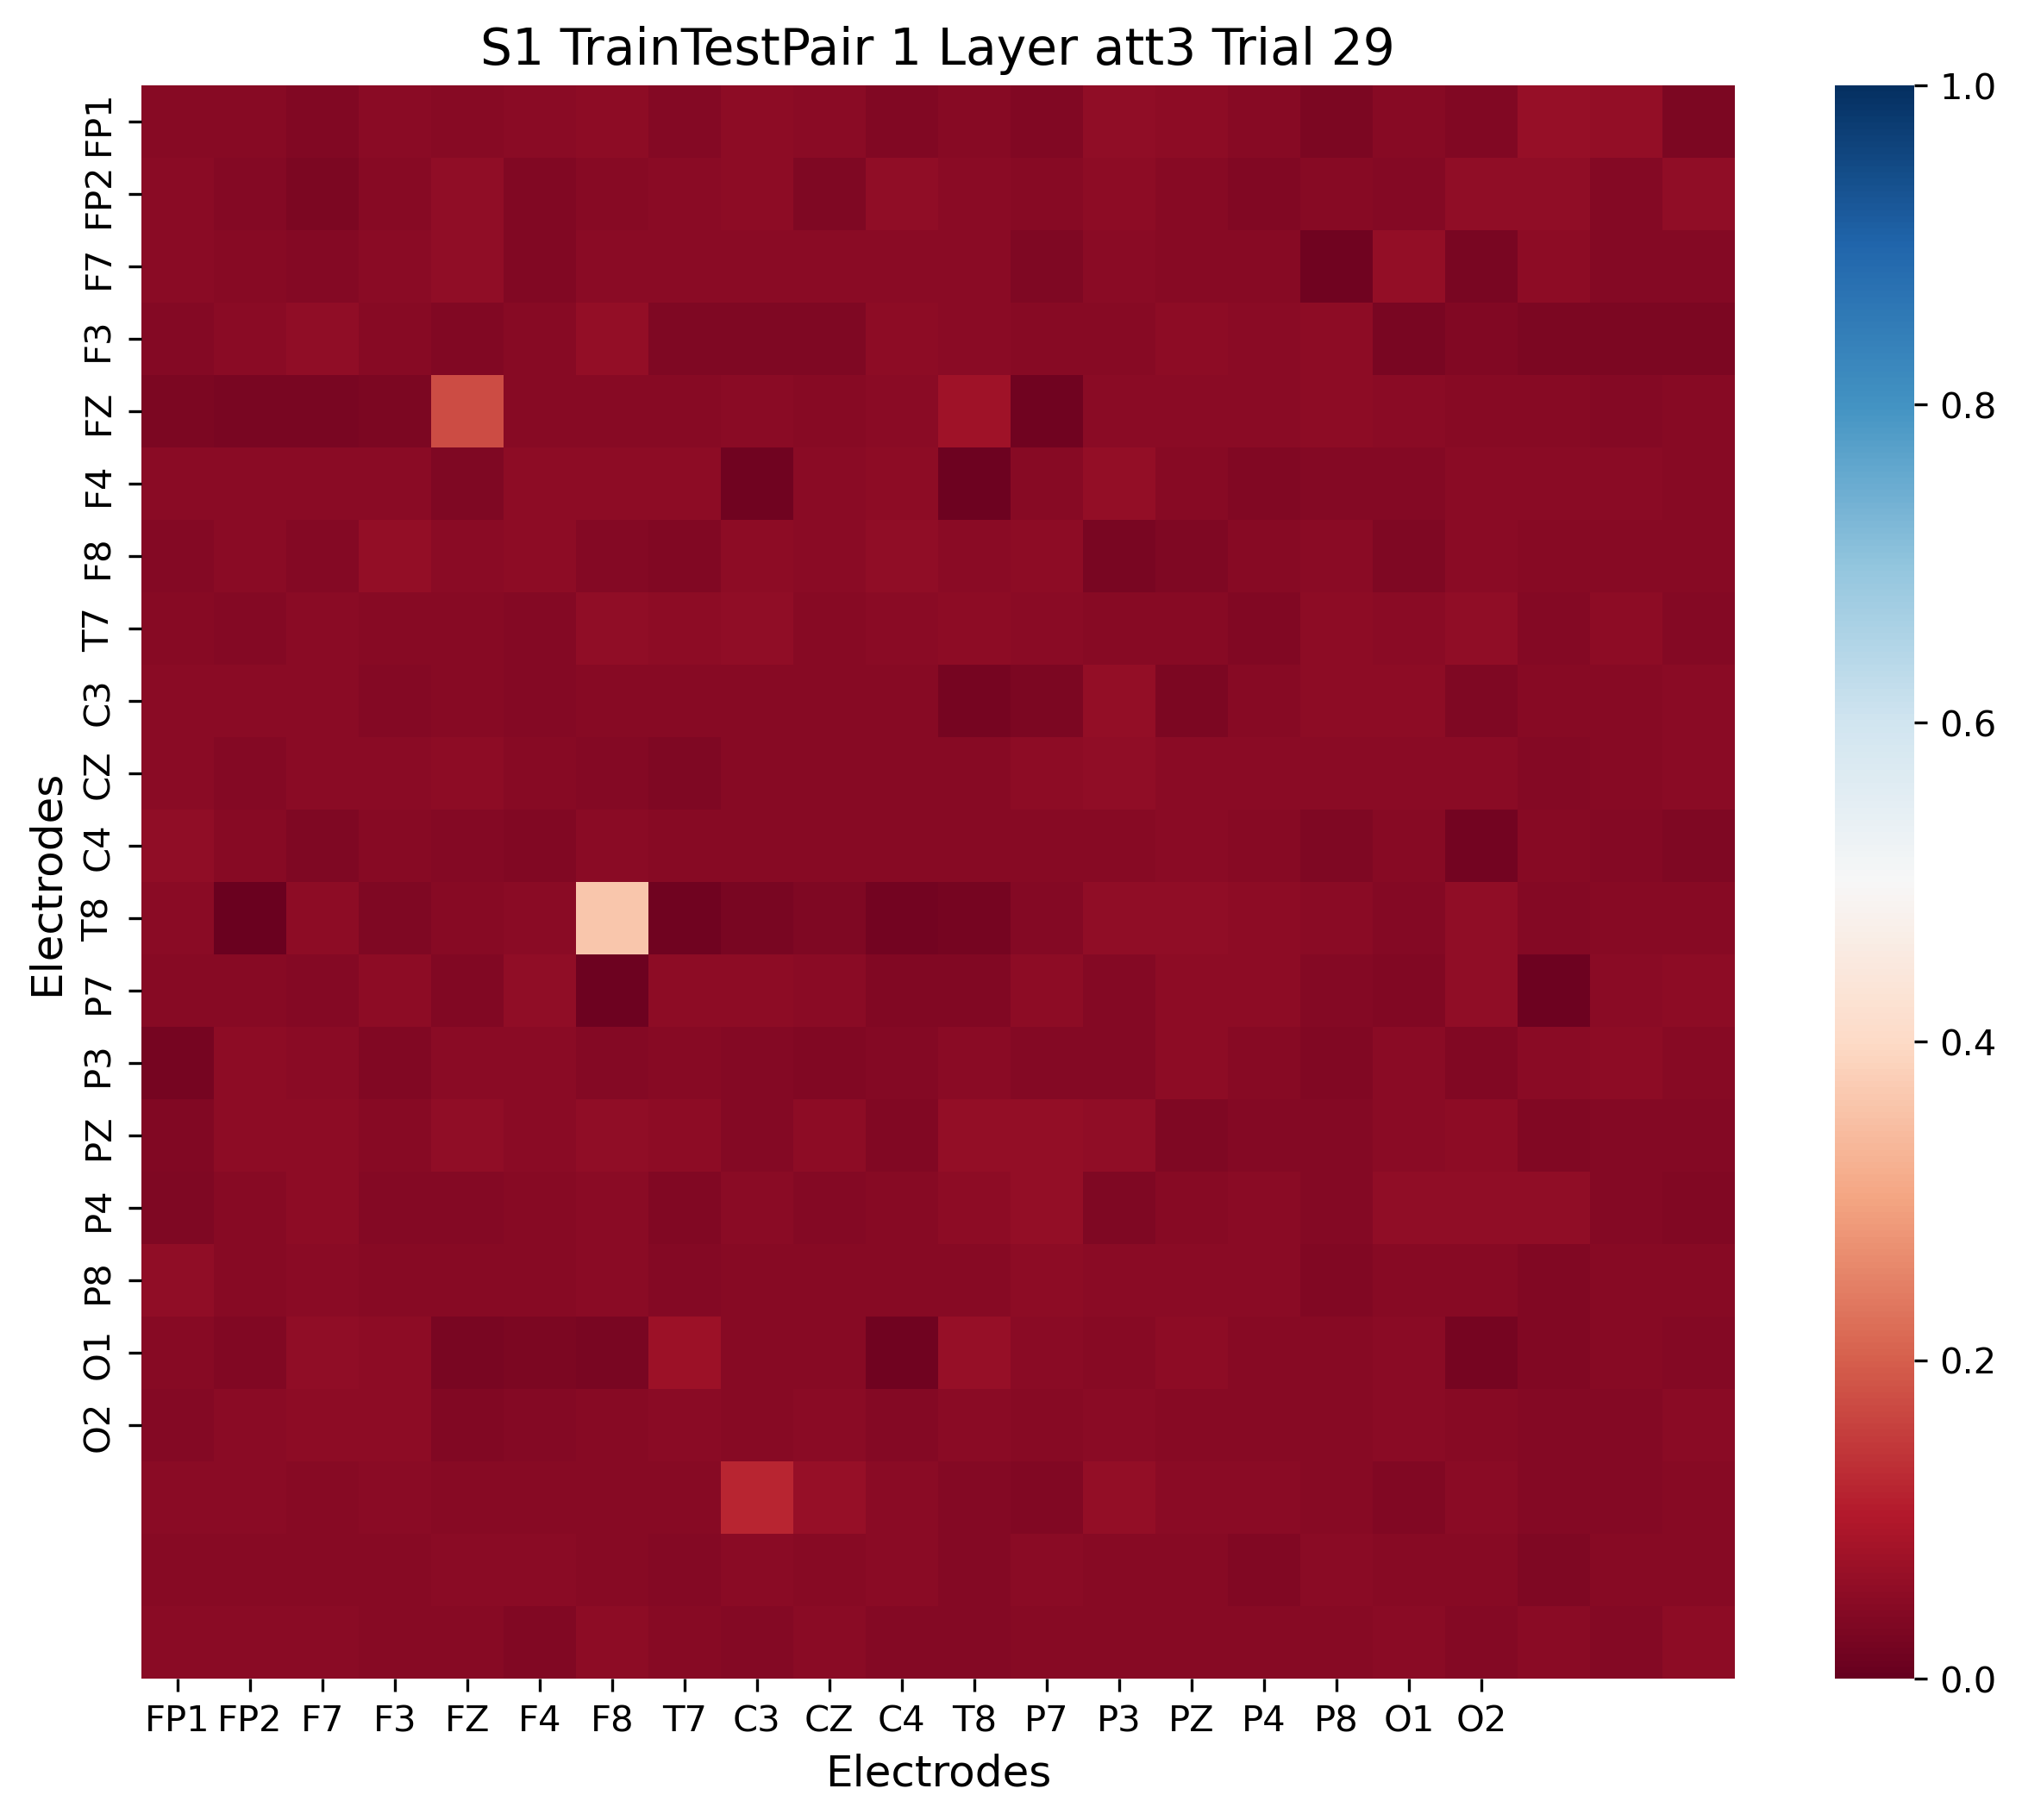 S1 TrainTestPair 1 Layer att3 Trial 29
Electrodes
FP1
FP2
F7
F3
FZ
F4
F8
T7
C3
CZ
C4
T8
P7
P3
PZ
P4
P8
O1
O2
FP1 FP2 F7 F3 FZ F4 F8 T7 C3 CZ C4 T8 P7 P3 PZ P4 P8 O1 O2
Electrodes
1.0
0.8
0.6
0.4
0.2
0.0